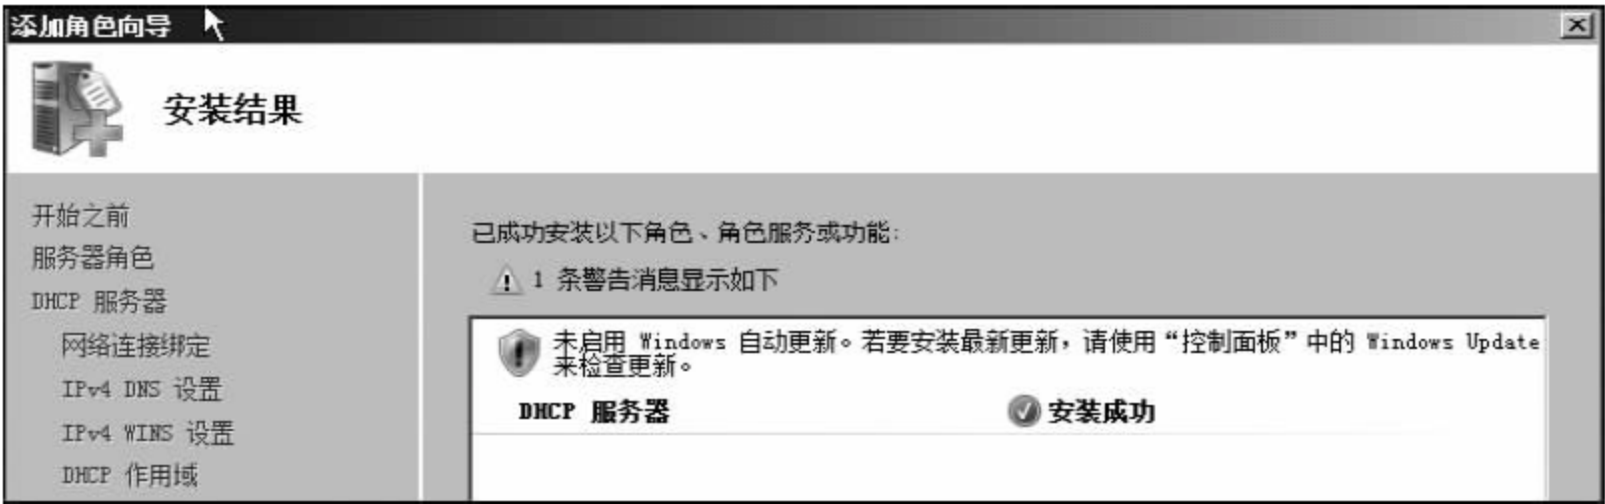 添加角色向导
安装结果
开始之前
服务器角色
DHCP 服务器
网络连接绑定
IPv4 DNS 设置
IPv4 WINS 设置
DHCP 作用域
已成功安装以下角色、角色服务或功能:
1 条警告消息显示如下
未启用 Windows 自动更新。若要安装最新更新，请使用“控制面板”中的 Windows Update
来检查更新。
DHCP 服务器 安装成功